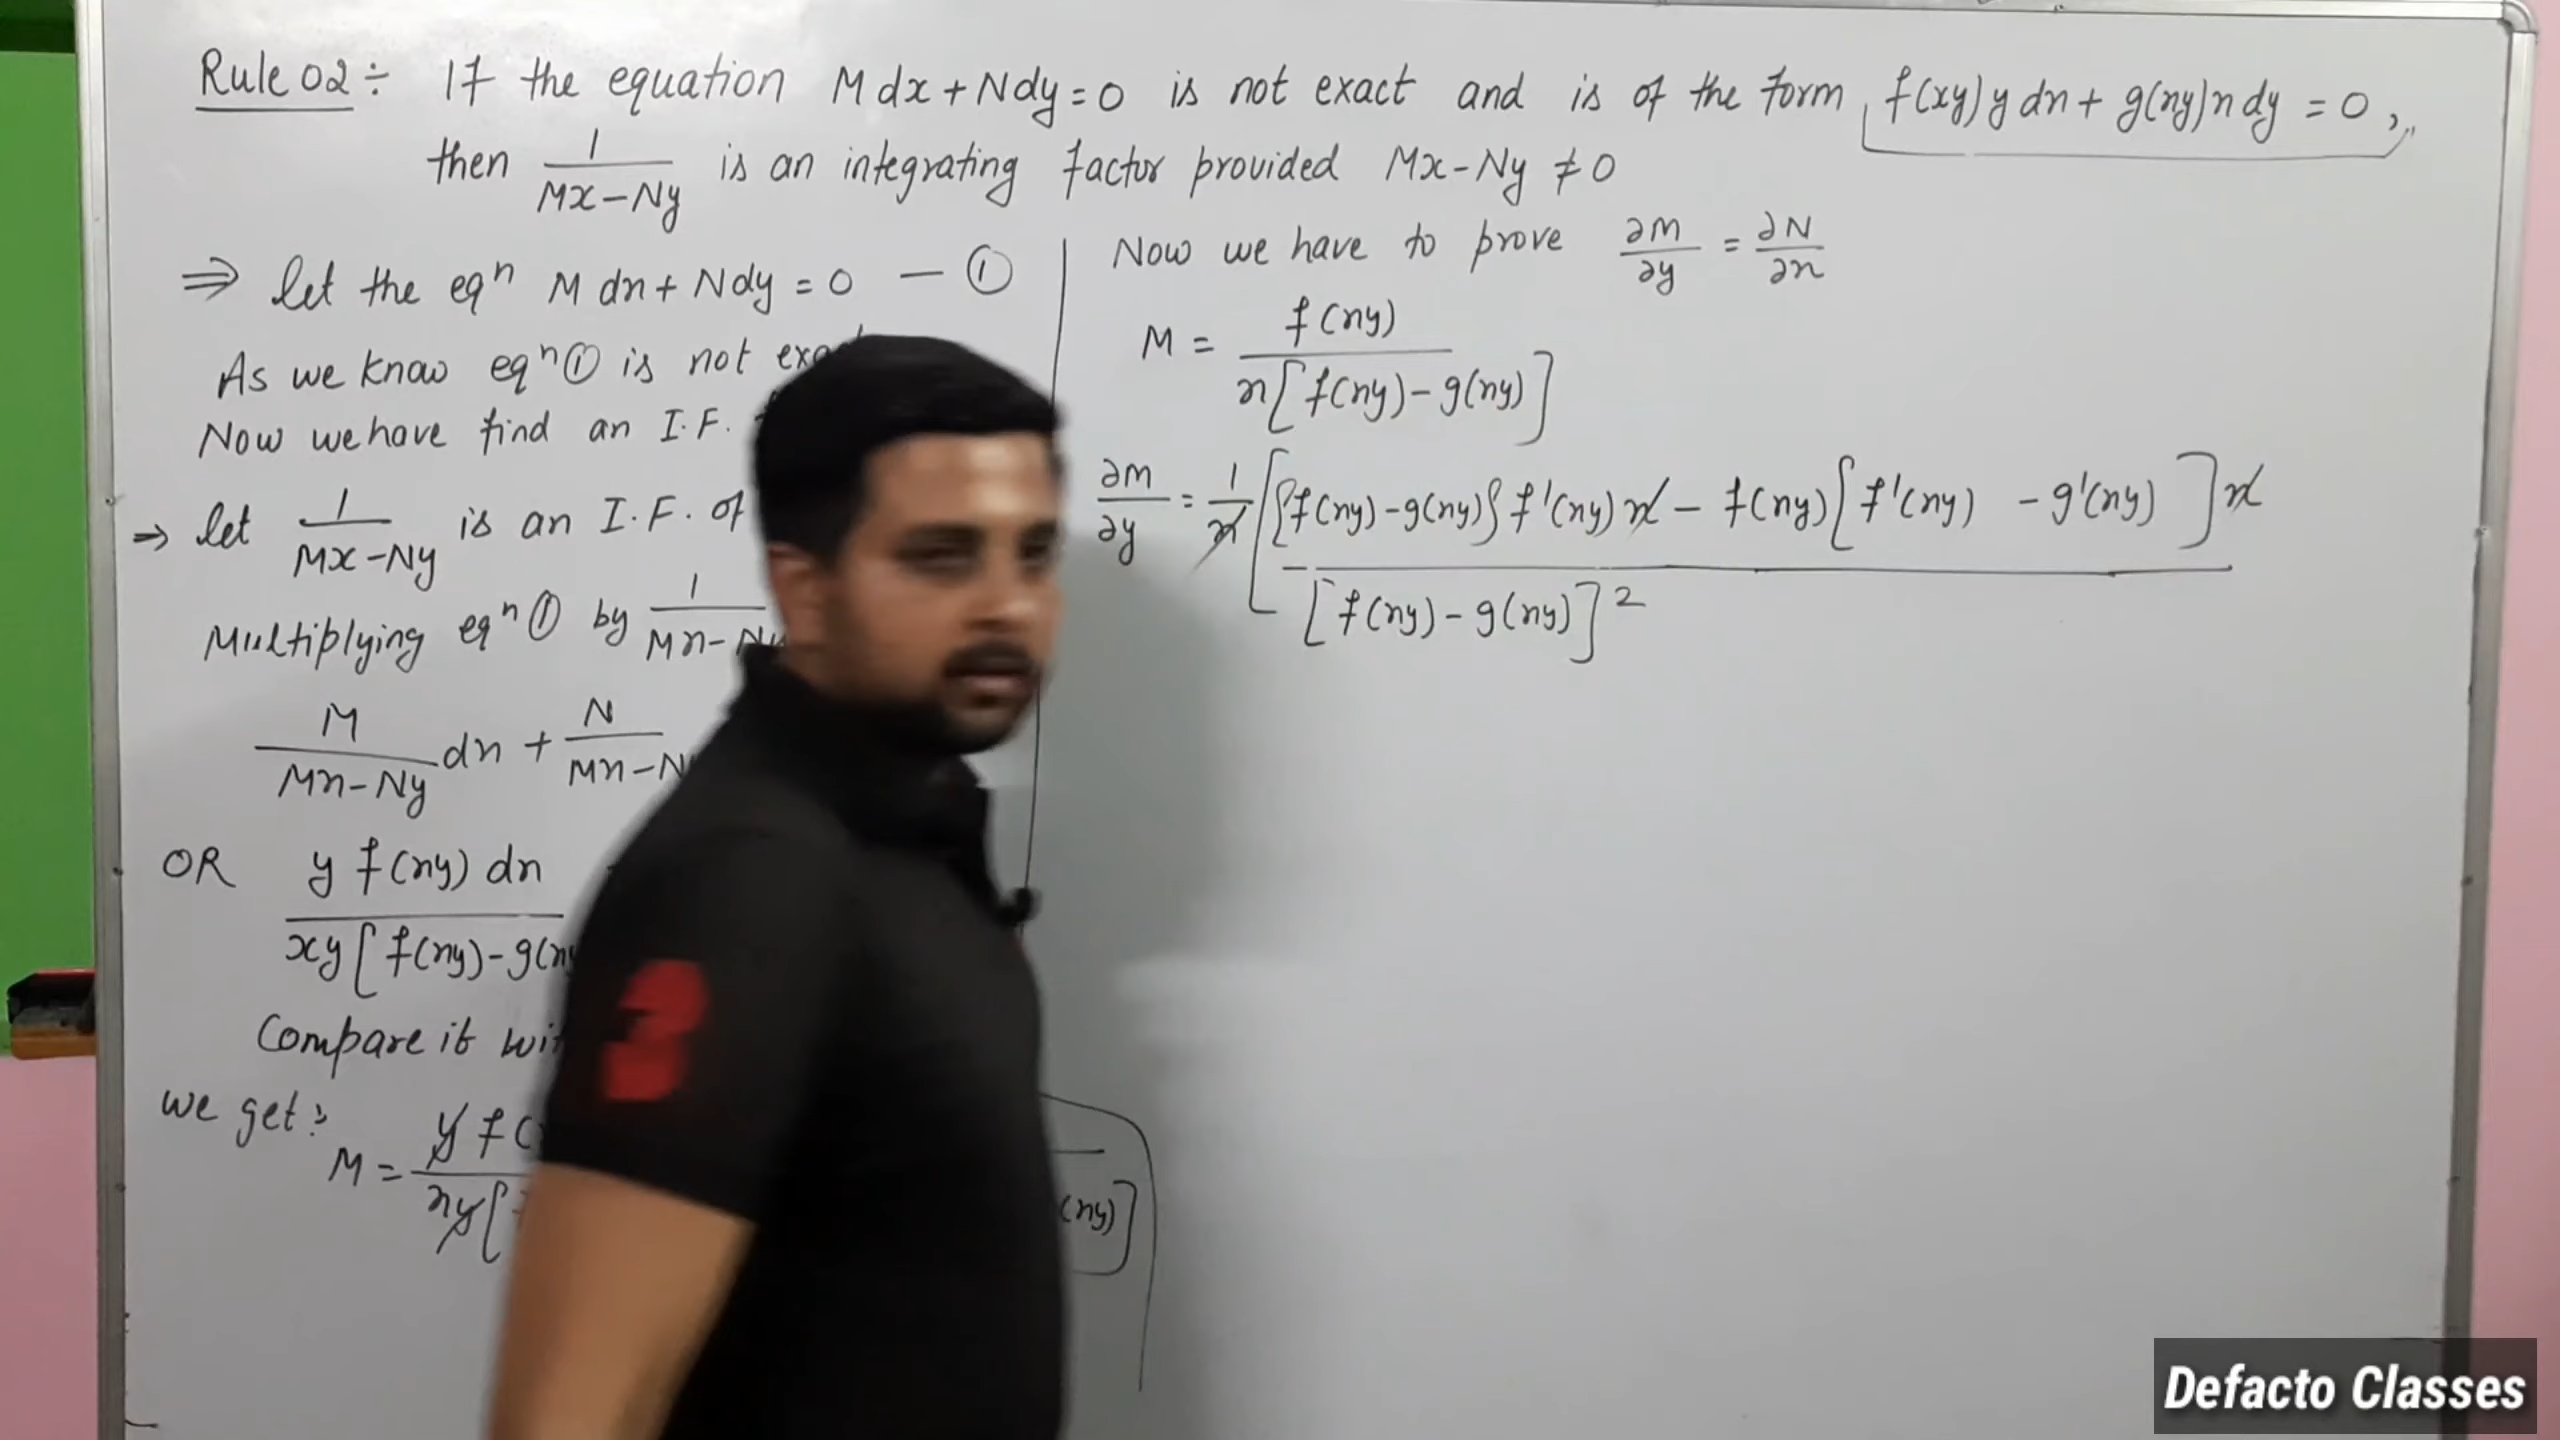 Rule 02 ÷ If the equation M dx + N dy = 0 is not exact and is of the form f(xy) y dx + g(xy) x dy = 0,
then 1/(Mx - Ny) is an integrating factor provided Mx - Ny ≠ 0
⇒ let the eqⁿ M dx + N dy = 0 — ①
As we know eqⁿ ① is not
Now we have find an I.F.
⇒ let 1/(Mx - Ny) is an I.F. of
Multiplying eqⁿ ① by 1/(Mx -
M/(Mx - Ny) dx + N/(Mx -
OR y f(xy) dx / xy[f(xy) - g(
Compare it
we get :
M = y f( / xy[
(xy)]
Now we have to prove ∂M/∂y = ∂N/∂x
M = f(xy) / x[f(xy) - g(xy)]
∂M/∂y = 1/x [{f(xy) - g(xy)} f'(xy) x - f(xy)[f'(xy) - g'(xy)] x / [f(xy) - g(xy)]²
Defacto Classes